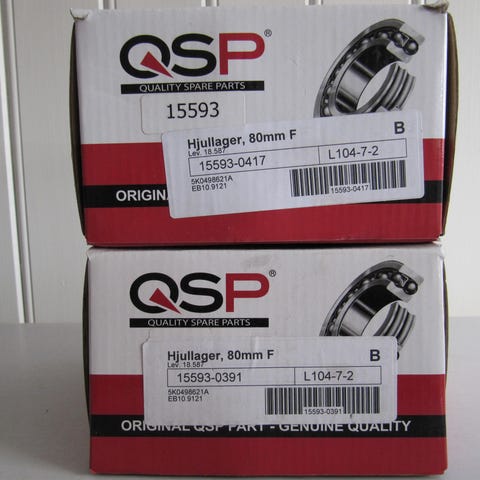 QSP®
QUALITY SPARE PARTS
15593
Hjullager, 80mm F B
Lev. 18.587
15593-0417 L104-7-2
5K0498621A
EB10.9121
15593-0417
ORIGINAL
QSP®
QUALITY SPARE PARTS
Hjullager, 80mm F B
Lev. 18.587
15593-0391 L104-7-2
5K0498621A
EB10.9121
15593-0391
ORIGINAL QSP PART - GENUINE QUALITY